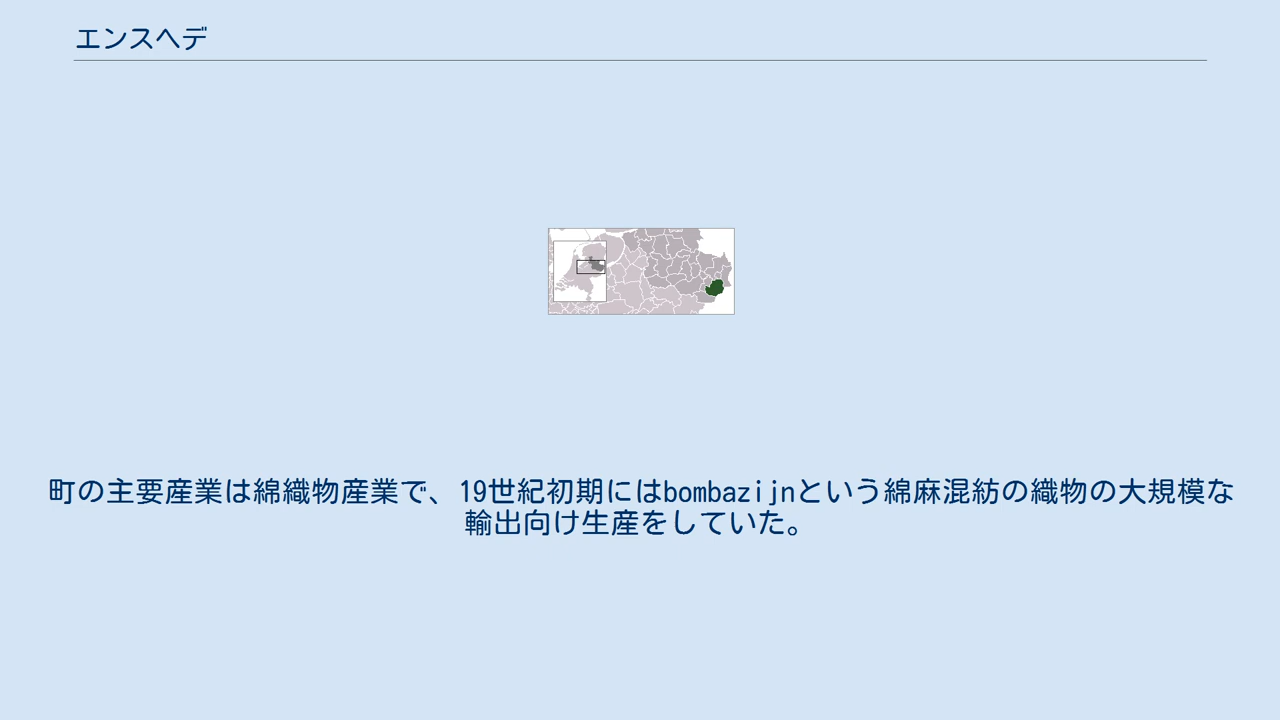 エンスヘデ
町の主要産業は綿織物産業で、19世紀初期にはbombazijnという綿麻混紡の織物の大規模な
輸出向け生産をしていた。